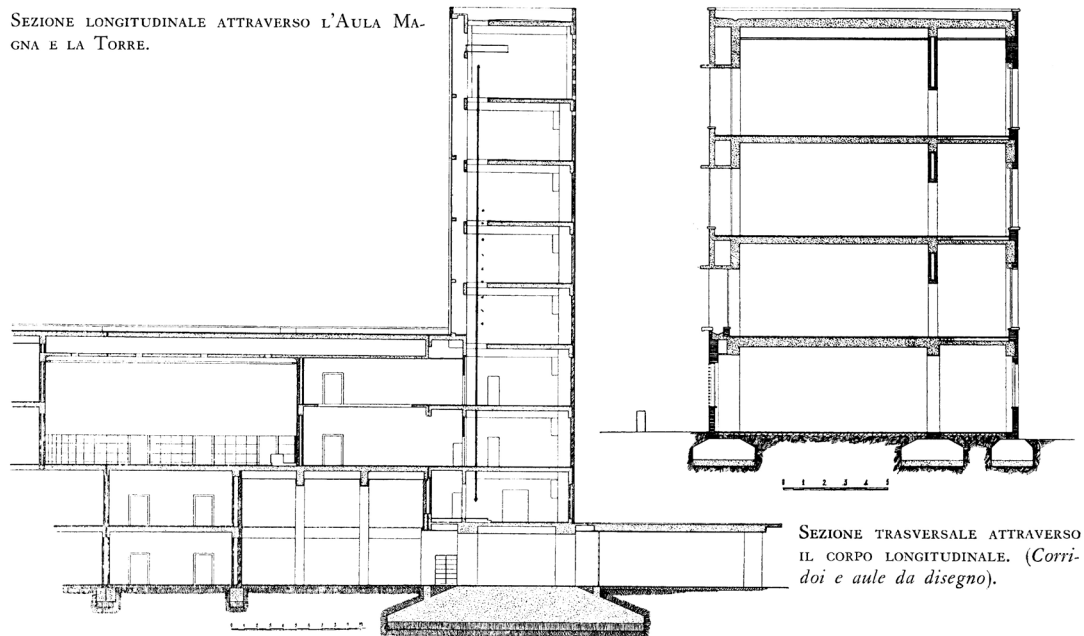 SEZIONE LONGITUDINALE ATTRAVERSO L'AULA MA-
GNA E LA TORRE.
0 1 2 3 4 5
SEZIONE TRASVERSALE ATTRAVERSO
IL CORPO LONGITUDINALE. (Corri-
doi e aule da disegno).